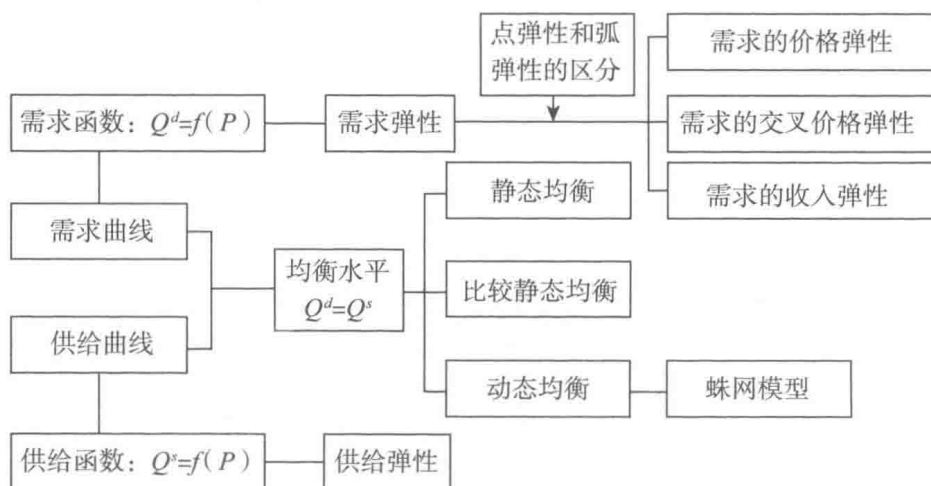 点弹性和弧
弹性的区分
需求的价格弹性
需求函数：Q^d=f(P)
需求弹性
需求的交叉价格弹性
静态均衡
需求的收入弹性
需求曲线
均衡水平
Q^d=Q^s
比较静态均衡
供给曲线
动态均衡
蛛网模型
供给函数：Q^s=f(P)
供给弹性